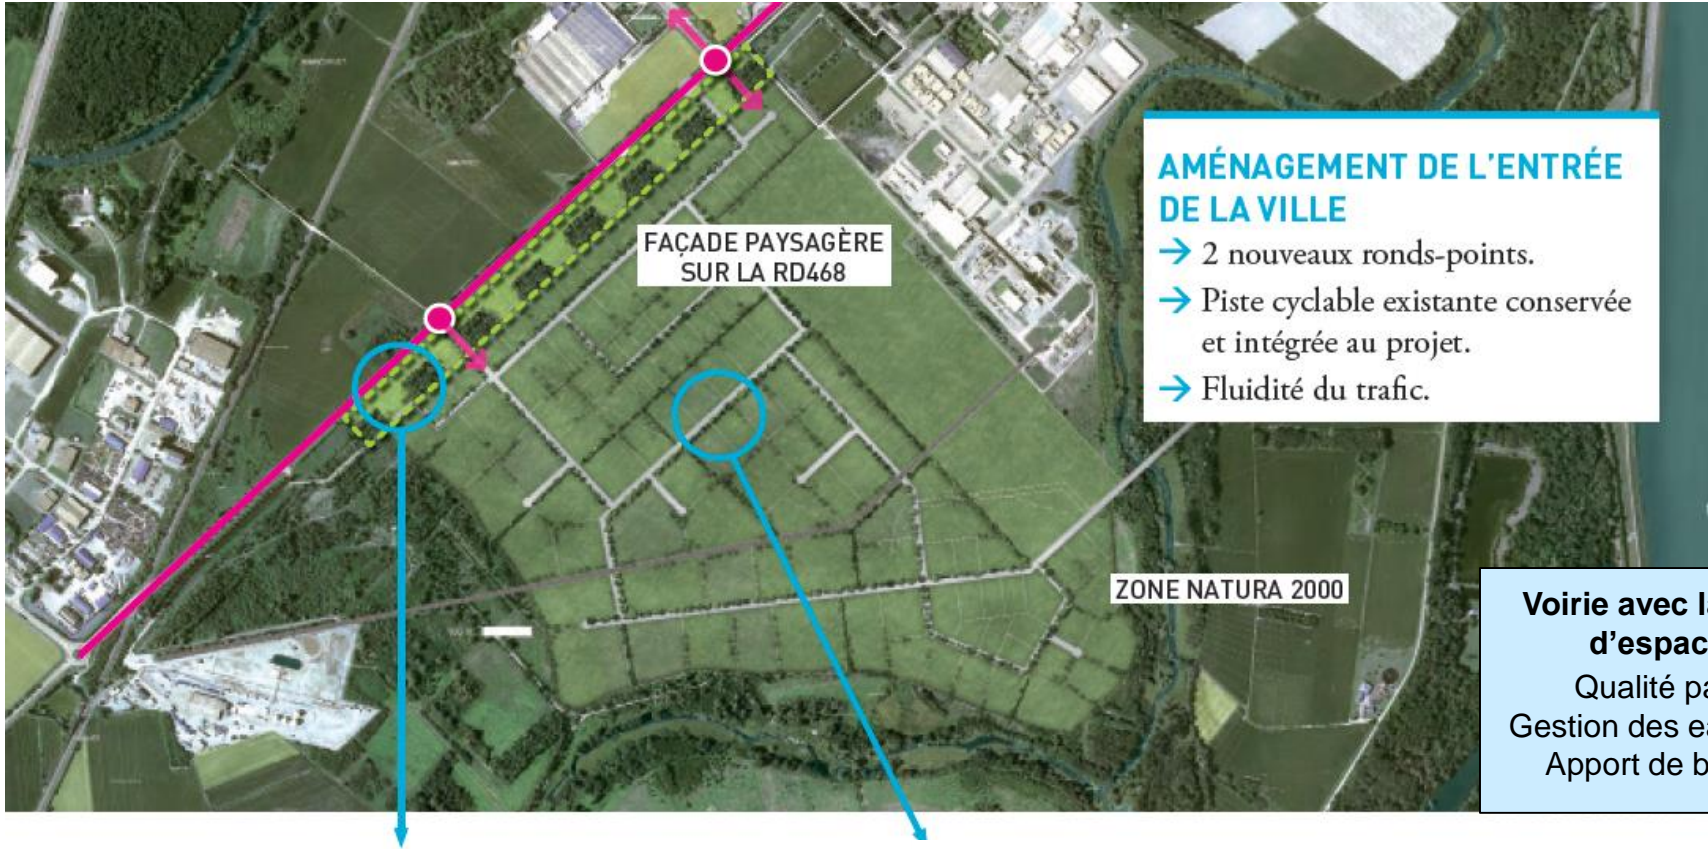 AMÉNAGEMENT DE L'ENTRÉE
DE LA VILLE
→ 2 nouveaux ronds-points.
→ Piste cyclable existante conservée
et intégrée au projet.
→ Fluidité du trafic.
FAÇADE PAYSAGÈRE
SUR LA RD468
ZONE NATURA 2000
Voirie avec
Qualité
Gestion des
Apport de